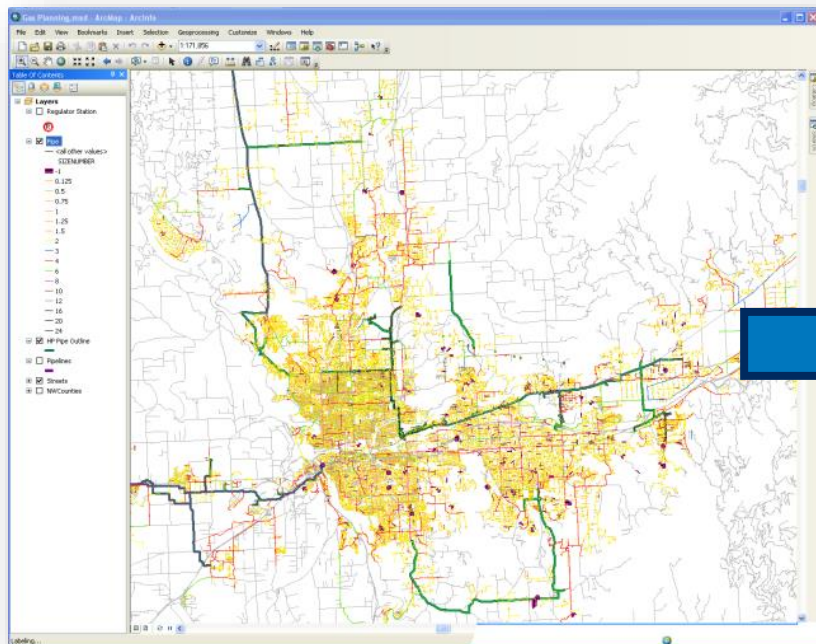 Gas Planning.mxd - ArcMap - ArcInfo
File Edit View Bookmarks Insert Selection Geoprocessing Customize Windows Help
1:171,856
Table Of Contents
Layers
Regulator Station
Pipe
<all other values>
SIZENUMBER
-1
0.125
0.5
0.75
1
1.25
1.5
2
3
4
6
8
10
12
16
20
24
HP Pipe Outline
Pipelines
Streets
NWCounties
Labeling...